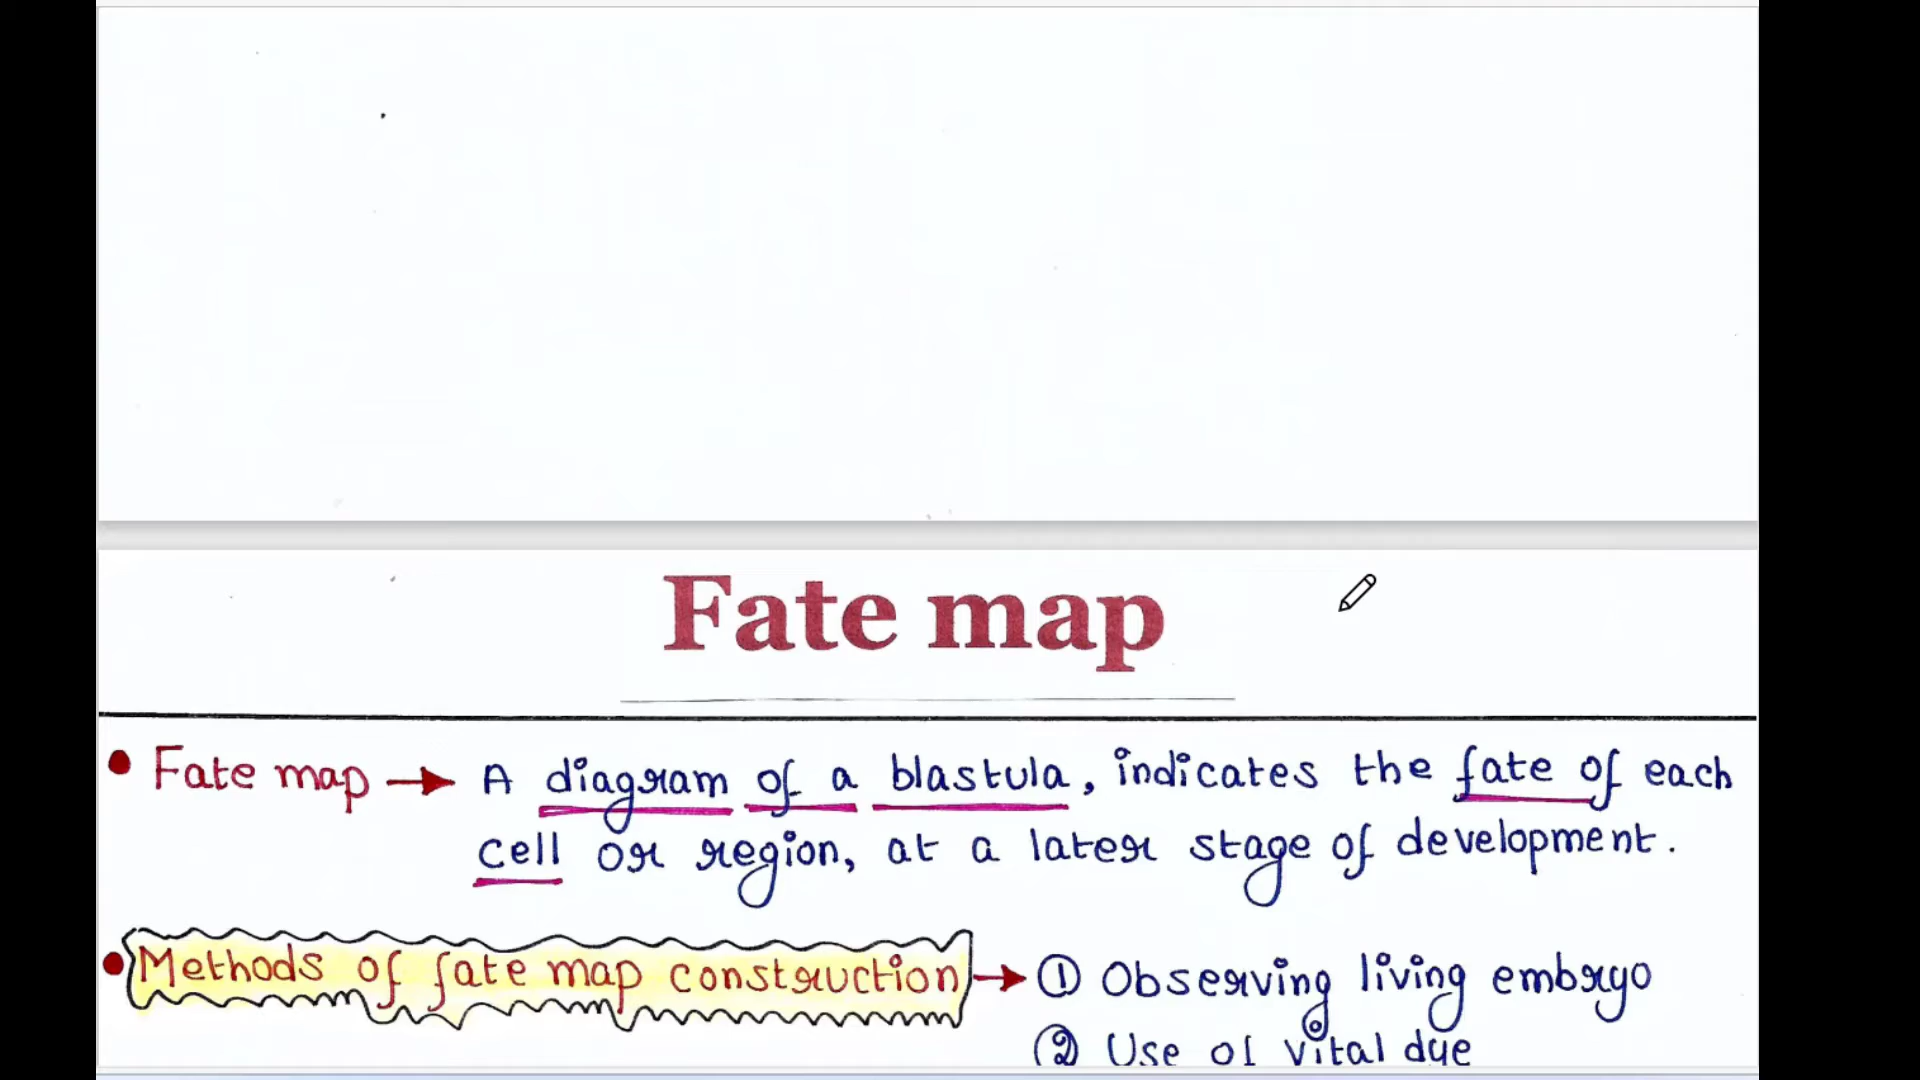 Fate map
• Fate map → A diagram of a blastula, indicates the fate of each
cell or region, at a later stage of development.
• Methods of fate map construction → ① Observing living embryo
② Use of vital dye